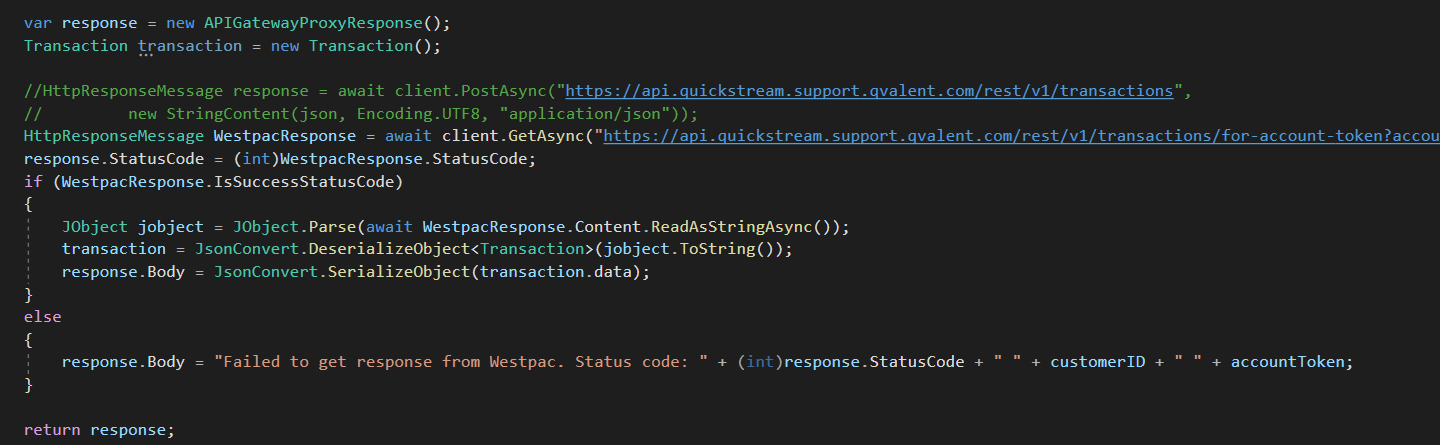 var response = new APIGatewayProxyResponse();
Transaction transaction = new Transaction();
//HttpResponseMessage response = await client.PostAsync("https://api.quickstream.support.qvalent.com/rest/v1/transactions",
//         new StringContent(json, Encoding.UTF8, "application/json"));
HttpResponseMessage WestpacResponse = await client.GetAsync("https://api.quickstream.support.qvalent.com/rest/v1/transactions/for-account-token?accou
response.StatusCode = (int)WestpacResponse.StatusCode;
if (WestpacResponse.IsSuccessStatusCode)
{
    JObject jobject = JObject.Parse(await WestpacResponse.Content.ReadAsStringAsync());
    transaction = JsonConvert.DeserializeObject<Transaction>(jobject.ToString());
    response.Body = JsonConvert.SerializeObject(transaction.data);
}
else
{
    response.Body = "Failed to get response from Westpac. Status code: " + (int)response.StatusCode + " " + customerID + " " + accountToken;
}
return response;